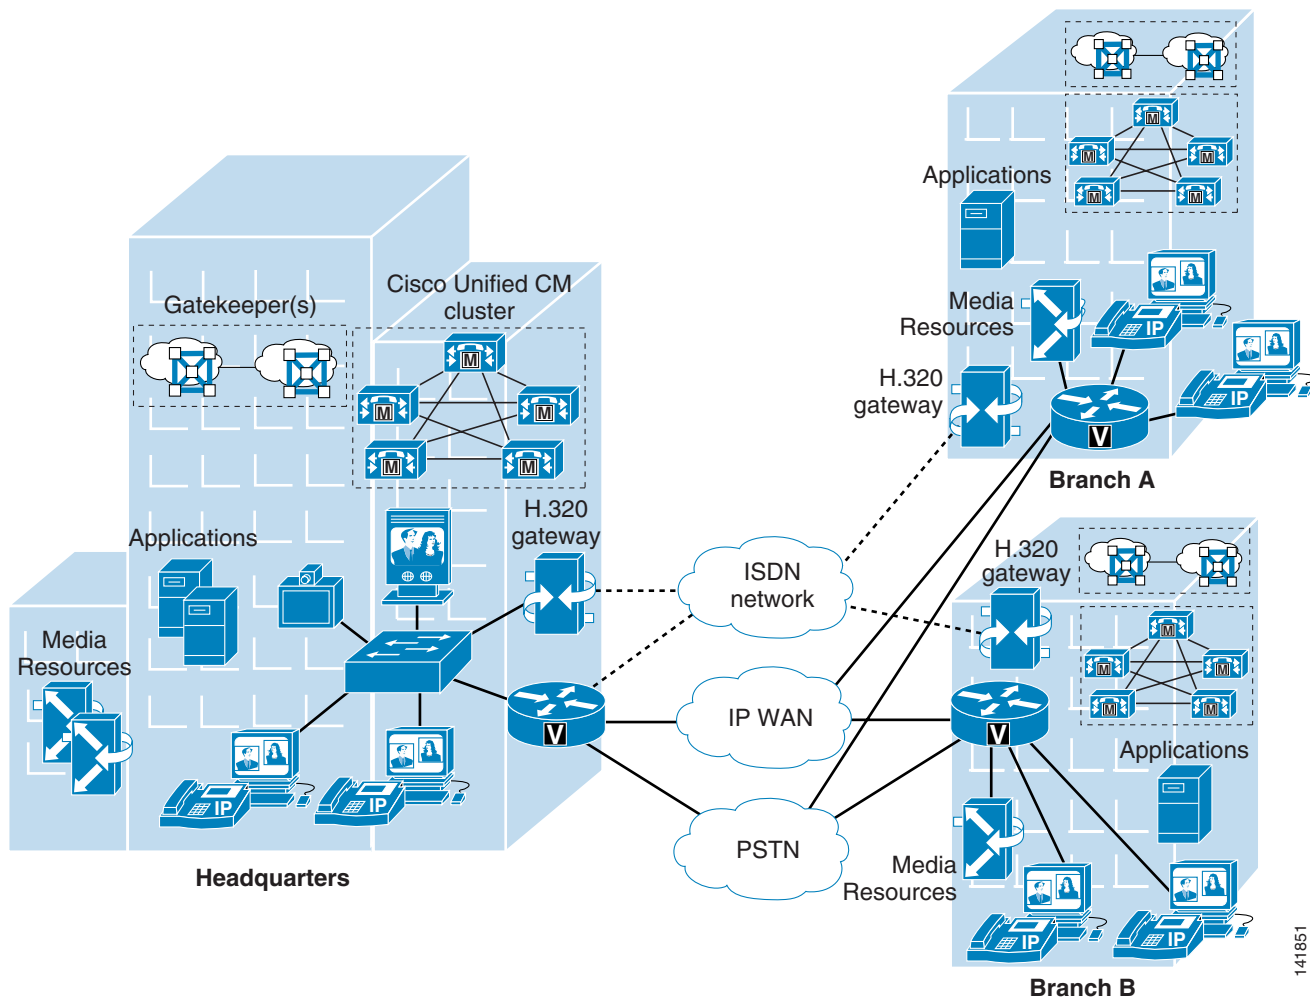 Applications
Media
Resources
H.320
gateway
IP
IP
V
Branch A
M
M
M
M
M
Gatekeeper(s)
Cisco Unified CM
cluster
M
M
M
M
M
Applications
H.320
gateway
Media
Resources
IP
IP
V
Headquarters
ISDN
network
IP WAN
PSTN
H.320
gateway
M
M
M
M
M
V
Applications
Media
Resources
IP
IP
Branch B
141851